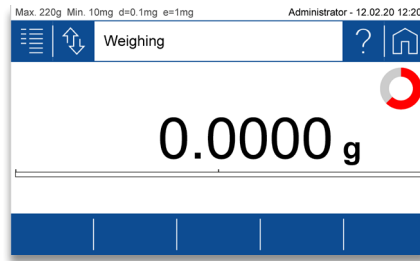 Max. 220g Min. 10mg d=0.1mg e=1mg Administrator - 12.02.20 12:20
Weighing ?
0.0000 g